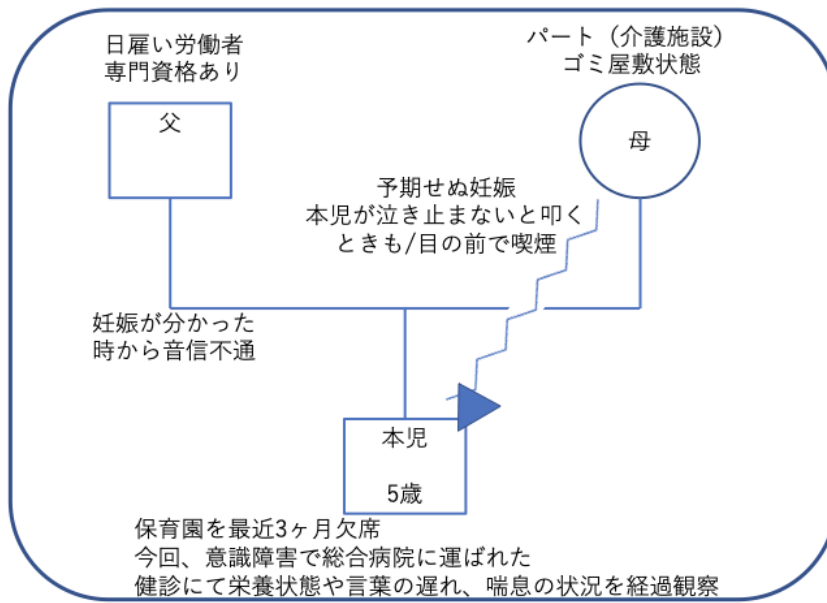 日雇い労働者
専門資格あり
父
パート（介護施設）
ゴミ屋敷状態
母
予期せぬ妊娠
本児が泣き止まないと叩く
ときも/目の前で喫煙
妊娠が分かった
時から音信不通
本児
5歳
保育園を最近3ヶ月欠席
今回、意識障害で総合病院に運ばれた
健診にて栄養状態や言葉の遅れ、喘息の状況を経過観察